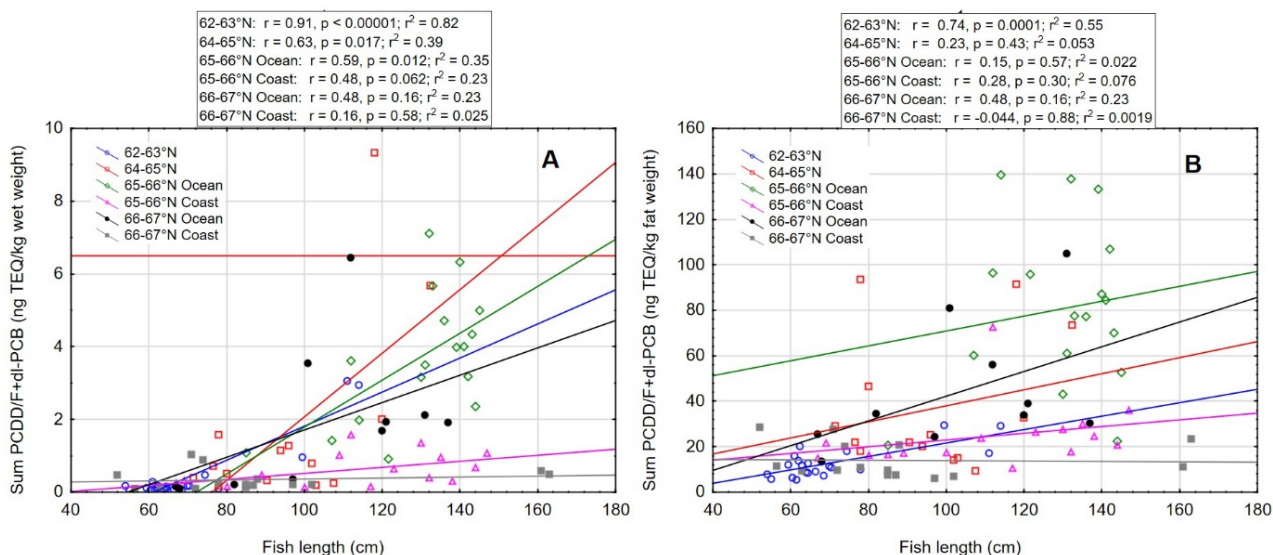 62-63°N: r = 0.91, p < 0.00001; r² = 0.82
64-65°N: r = 0.63, p = 0.017; r² = 0.39
65-66°N Ocean: r = 0.59, p = 0.012; r² = 0.35
65-66°N Coast: r = 0.48, p = 0.062; r² = 0.23
66-67°N Ocean: r = 0.48, p = 0.16; r² = 0.23
66-67°N Coast: r = 0.16, p = 0.58; r² = 0.025
10
8
6
4
2
0
Sum PCDD/F+dl-PCB (ng TEQ/kg wet weight)
62-63°N
64-65°N
65-66°N Ocean
65-66°N Coast
66-67°N Ocean
66-67°N Coast
A
40 60 80 100 120 140 160 180
Fish length (cm)
62-63°N: r = 0.74, p = 0.0001; r² = 0.55
64-65°N: r = 0.23, p = 0.43; r² = 0.053
65-66°N Ocean: r = 0.15, p = 0.57; r² = 0.022
65-66°N Coast: r = 0.28, p = 0.30; r² = 0.076
66-67°N Ocean: r = 0.48, p = 0.16; r² = 0.23
66-67°N Coast: r = -0.044, p = 0.88; r² = 0.0019
160
140
120
100
80
60
40
20
0
Sum PCDD/F+dl-PCB (ng TEQ/kg fat weight)
62-63°N
64-65°N
65-66°N Ocean
65-66°N Coast
66-67°N Ocean
66-67°N Coast
B
40 60 80 100 120 140 160 180
Fish length (cm)